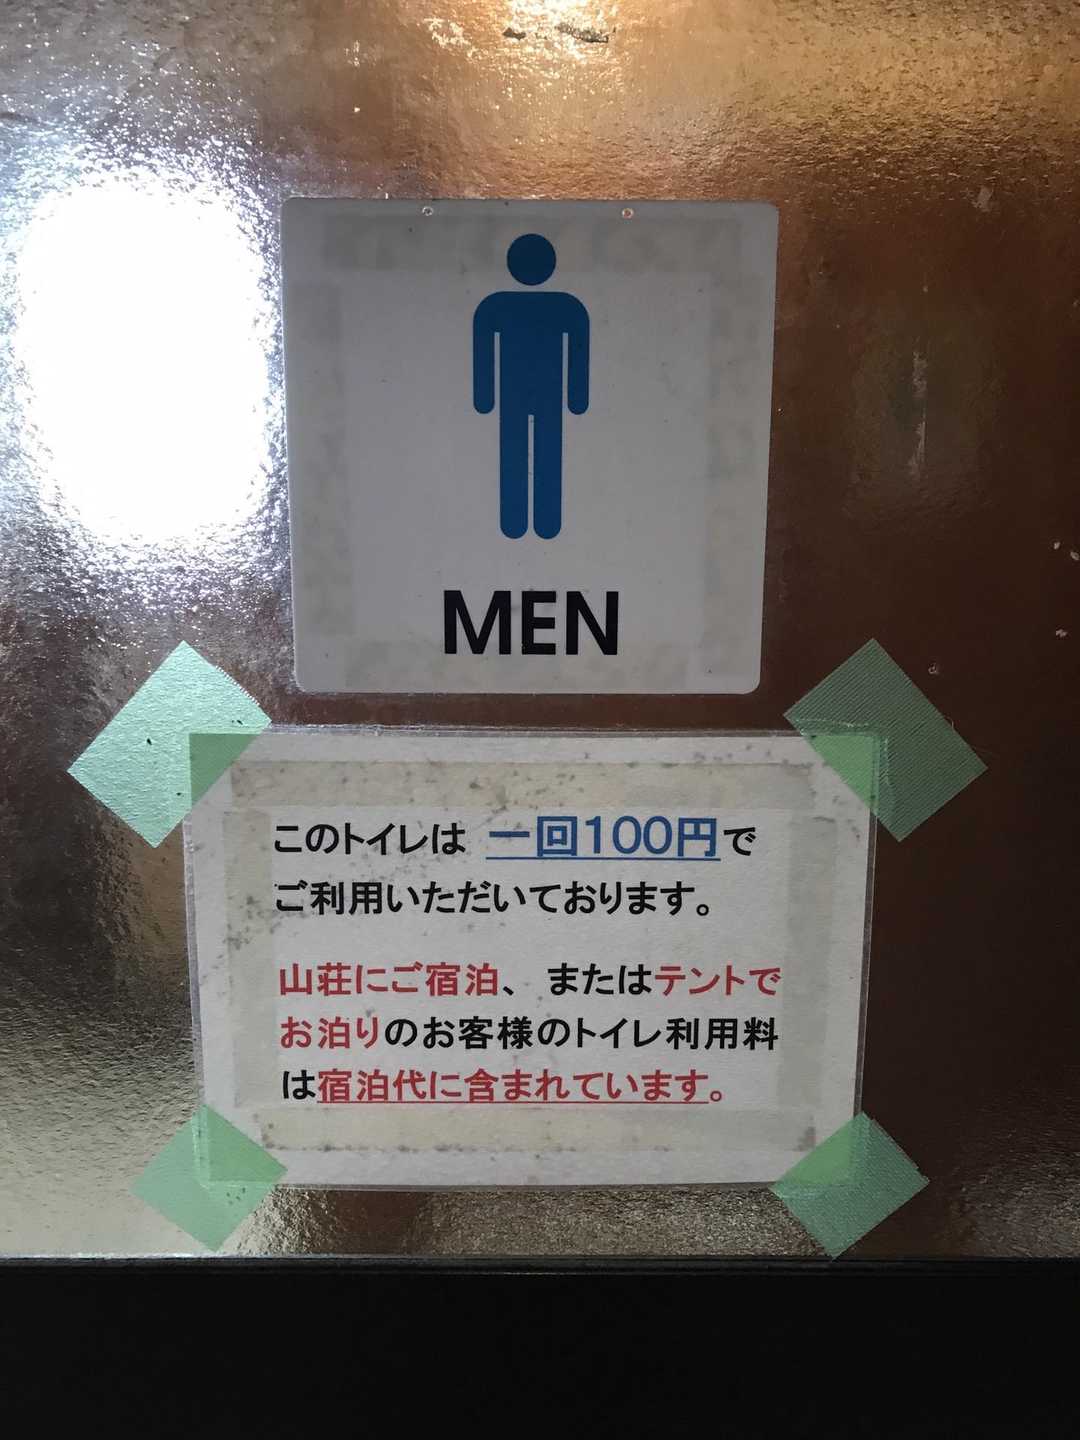 MEN
このトイレは 一回100円で
ご利用いただいております。
山荘にご宿泊、またはテントで
お泊りのお客様のトイレ利用料
は宿泊代に含まれています。